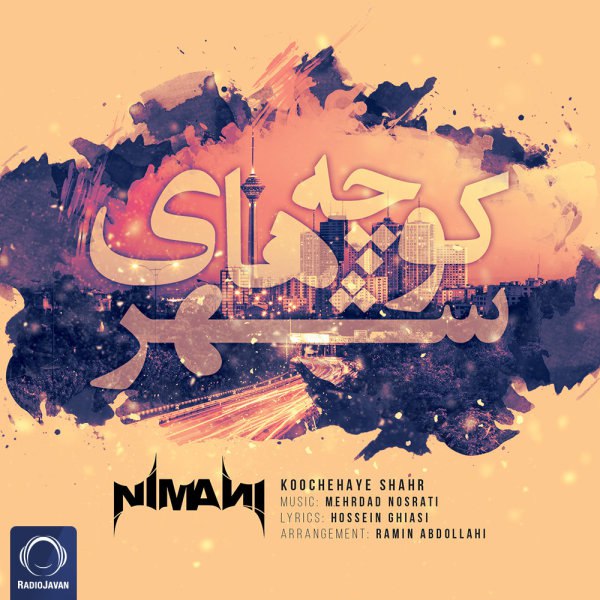 کوچه های
شهر
NIMANI
KOOCHEHAYE SHAHR
MUSIC: MEHRDAD NOSRATI
LYRICS: HOSSEIN GHIASI
ARRANGEMENT: RAMIN ABDOLLAHI
RADIOJAVAN